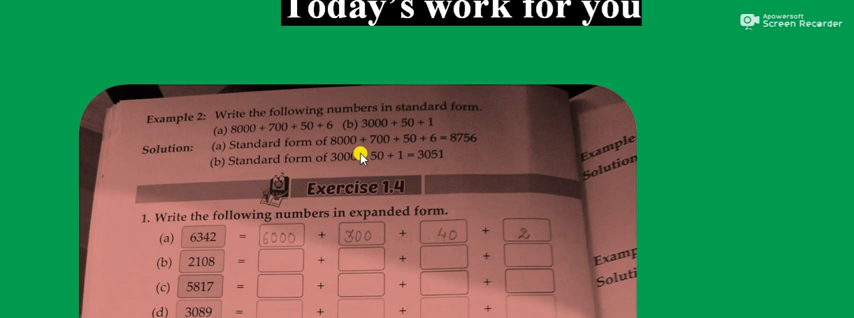 Today's work for you
Apowersoft
Screen Recorder
Example 2: Write the following numbers in standard form.
(a) 8000 + 700 + 50 + 6 (b) 3000 + 50 + 1
Solution: (a) Standard form of 8000 + 700 + 50 + 6 = 8756
(b) Standard form of 3000 50 + 1 = 3051
Exercise 1.4
1. Write the following numbers in expanded form.
(a) 6342 = 6000 + 300 + 40 + 2
(b) 2108 = + + +
(c) 5817 = + + +
(d) 3089 = + + +
Example
Solution
Examp
Soluti